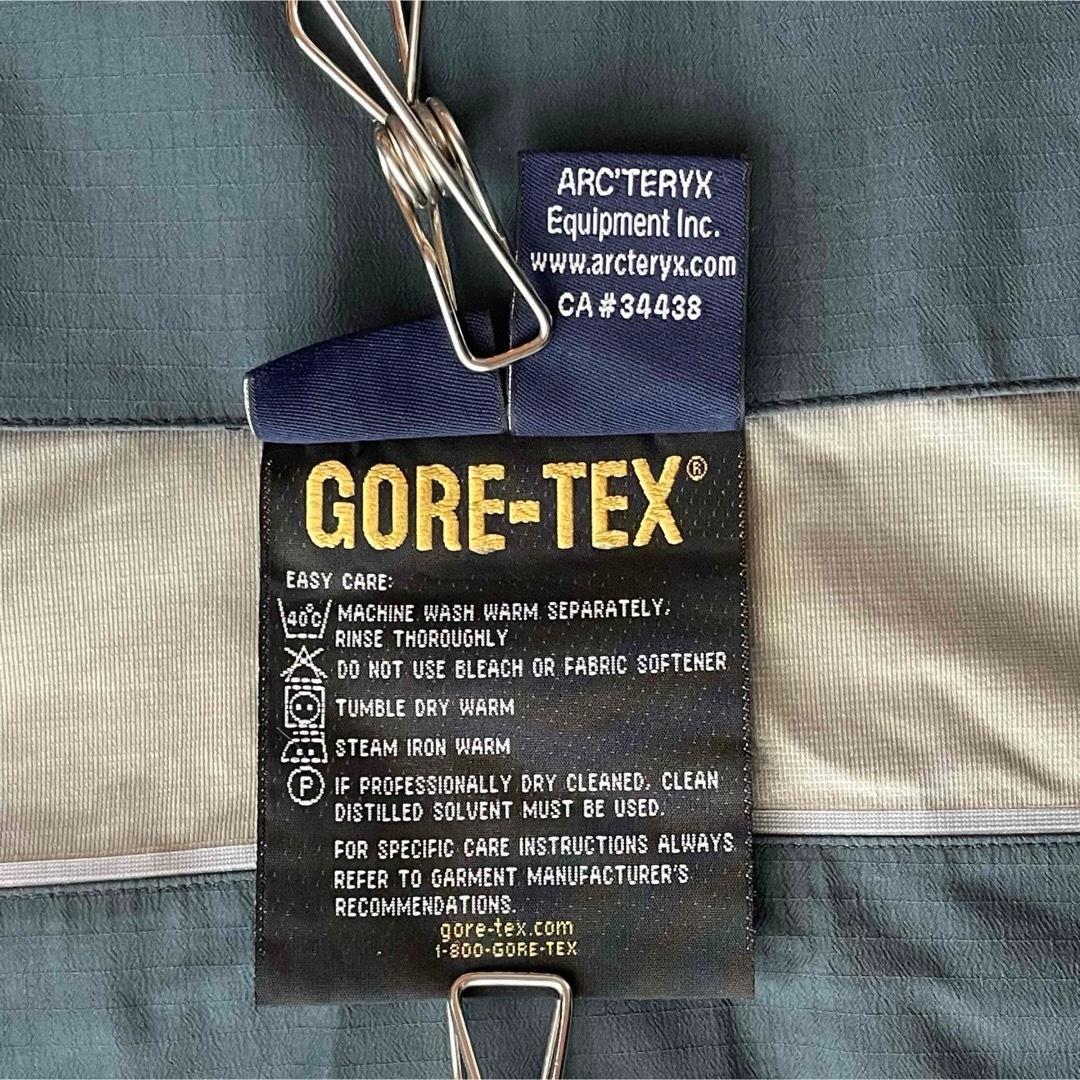 ARC'TERYX
Equipment Inc.
www.arcteryx.com
CA#34438
GORE-TEX®
EASY CARE:
40°C MACHINE WASH WARM SEPARATELY,
RINSE THOROUGHLY
DO NOT USE BLEACH OR FABRIC SOFTENER
TUMBLE DRY WARM
STEAM IRON WARM
P IF PROFESSIONALLY DRY CLEANED, CLEAN
DISTILLED SOLVENT MUST BE USED.
FOR SPECIFIC CARE INSTRUCTIONS ALWAYS
REFER TO GARMENT MANUFACTURER'S
RECOMMENDATIONS.
gore-tex.com
1-800-GORE-TEX